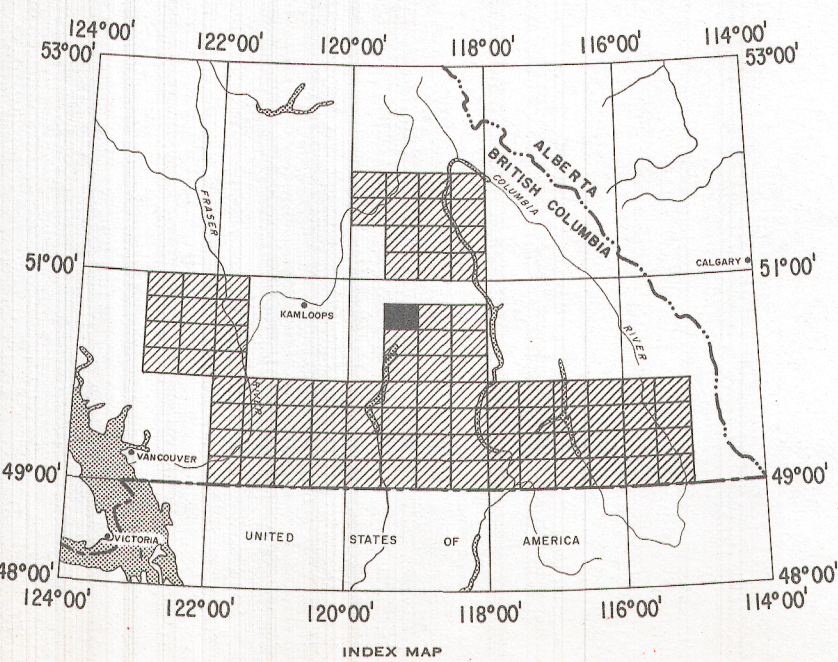 124°00' 122°00' 120°00' 118°00' 116°00' 114°00'
53°00' 53°00'
ALBERTA
BRITISH COLUMBIA
COLUMBIA
FRASER
51°00' CALGARY 51°00'
KAMLOOPS
RIVER
RIVER
VANCOUVER
49°00' 49°00'
VICTORIA
UNITED STATES OF AMERICA
48°00' 48°00'
124°00' 122°00' 120°00' 118°00' 116°00' 114°00'
INDEX MAP